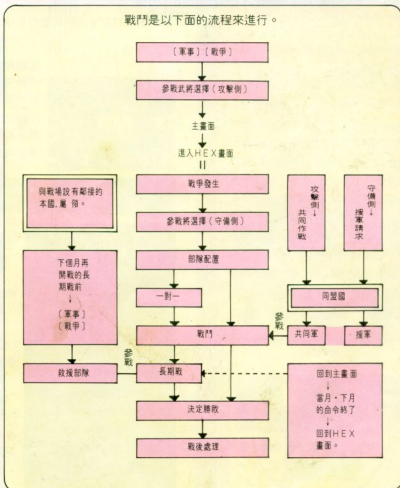 戰鬥是以下面的流程來進行。
〔軍事〕〔戰爭〕
參戰武將選擇(攻擊側)
主畫面
進入HEX畫面
戰爭發生
參戰將選擇(守備側)
部隊配置
一對一
戰鬥
長期戰
決定勝敗
戰後處理
與戰場設有鄰接的
本國、屬領。
下個月再
開戰的長
期戰前
〔軍事〕
〔戰爭〕
救援部隊
參戰
攻擊側→共同作戰
守備側→援軍請求
同盟國
共同軍
援軍
參戰
回到主畫面
當月・下月
的命令終了
回到HEX
畫面。